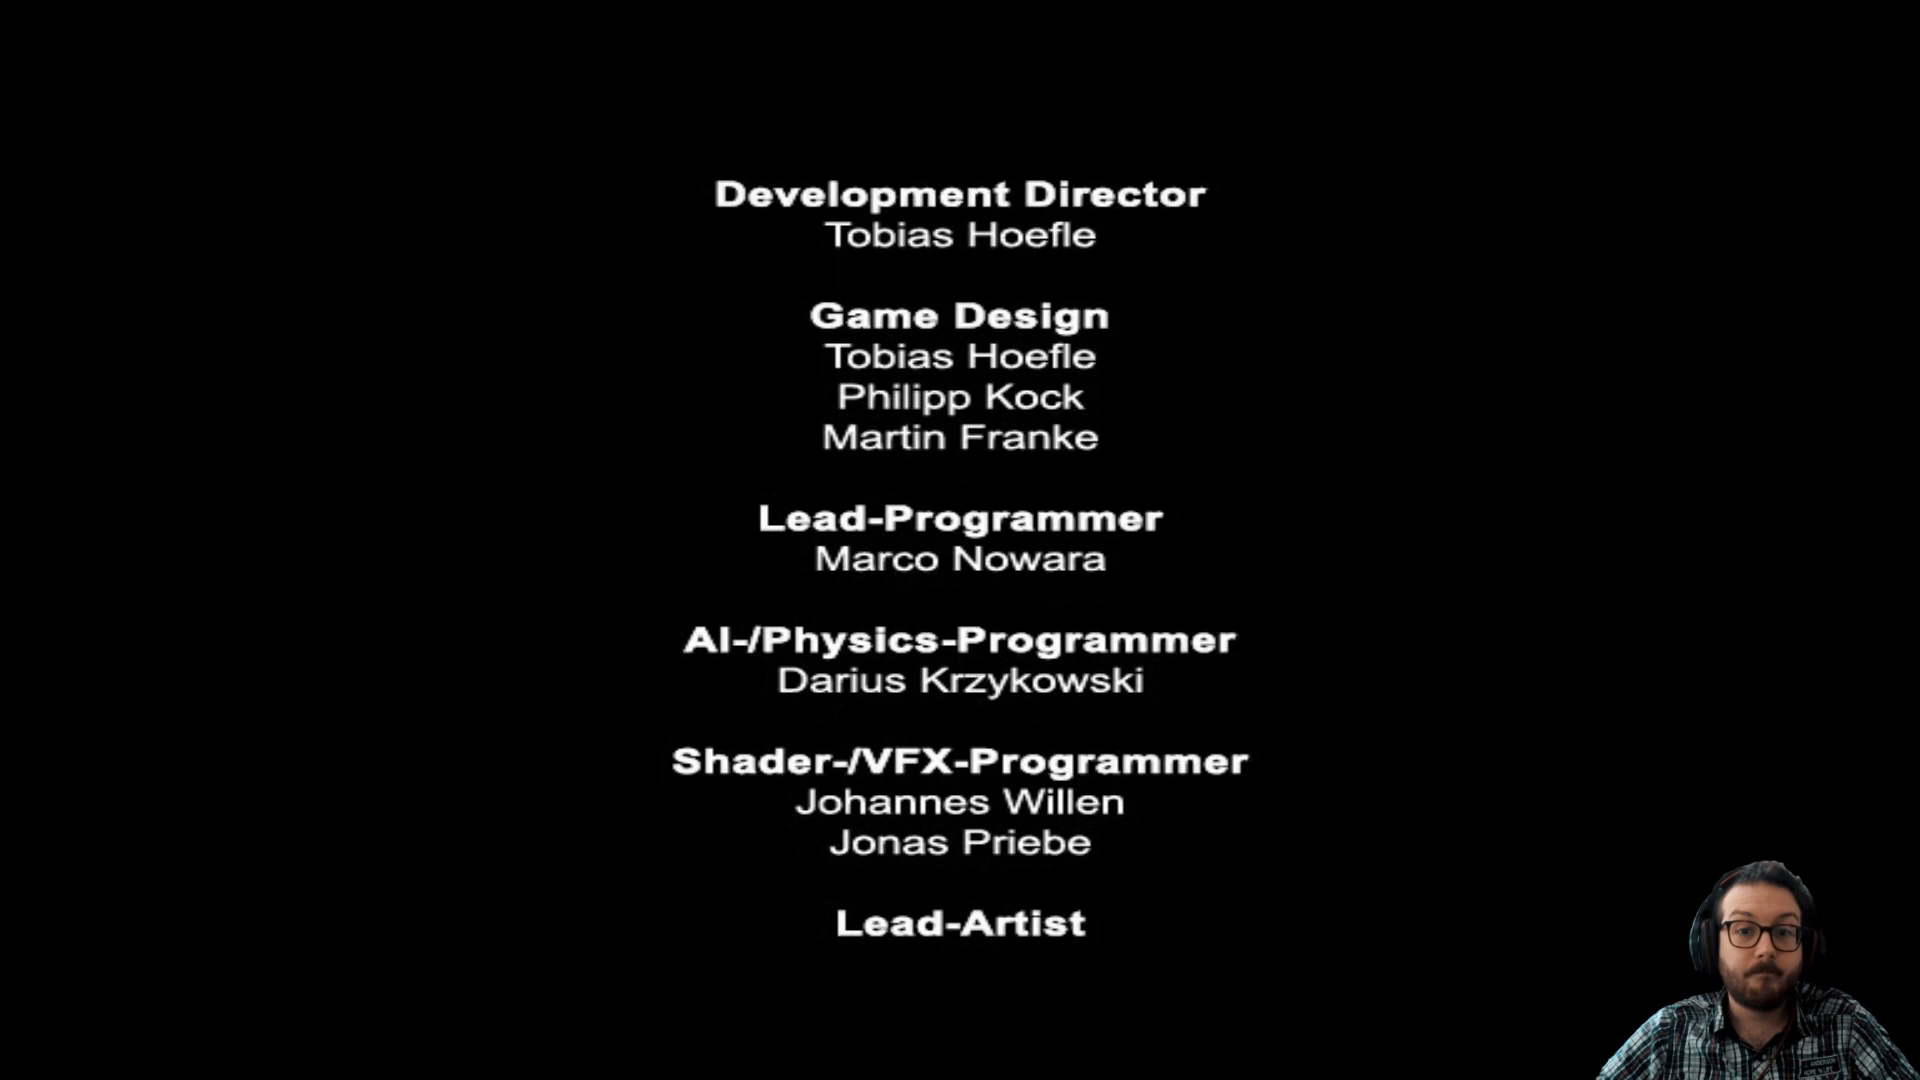 Development Director
Tobias Hoefle
Game Design
Tobias Hoefle
Philipp Kock
Martin Franke
Lead-Programmer
Marco Nowara
AI-/Physics-Programmer
Darius Krzykowski
Shader-/VFX-Programmer
Johannes Willen
Jonas Priebe
Lead-Artist